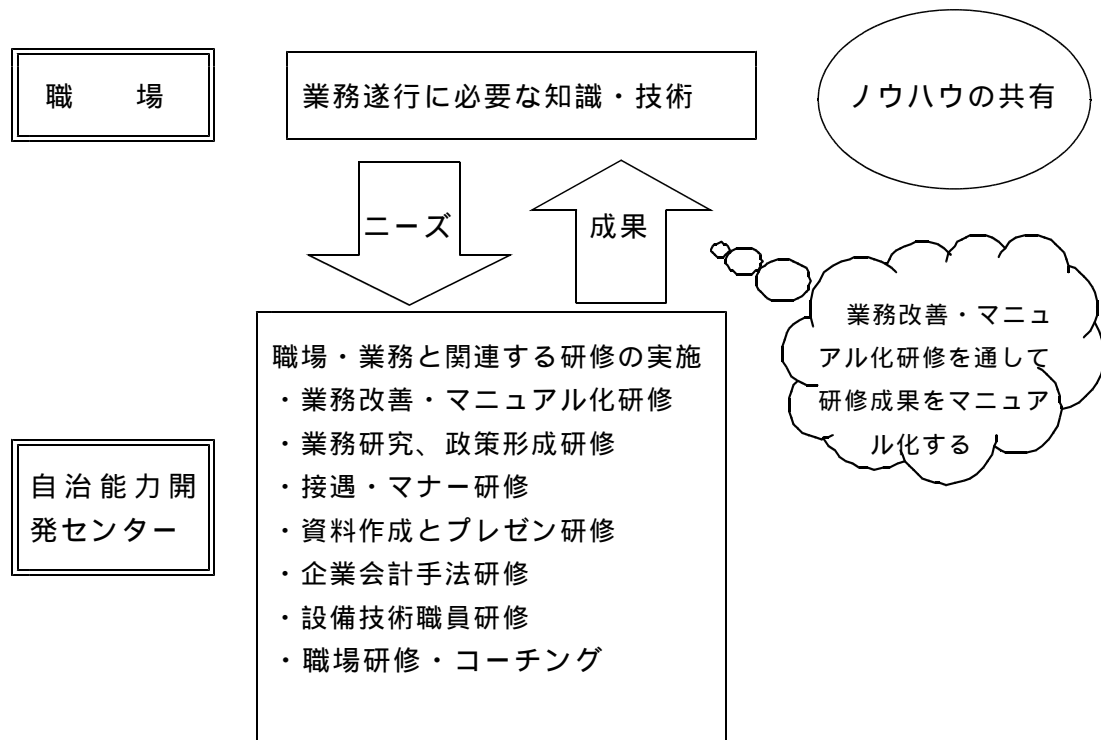 職　場
業務遂行に必要な知識・技術
ノウハウの共有
ニーズ
成果
業務改善・マニュ
アル化研修を通して
研修成果をマニュア
ル化する
職場・業務と関連する研修の実施
・業務改善・マニュアル化研修
・業務研究、政策形成研修
・接遇・マナー研修
・資料作成とプレゼン研修
・企業会計手法研修
・設備技術職員研修
・職場研修・コーチング
自治能力開
発センター